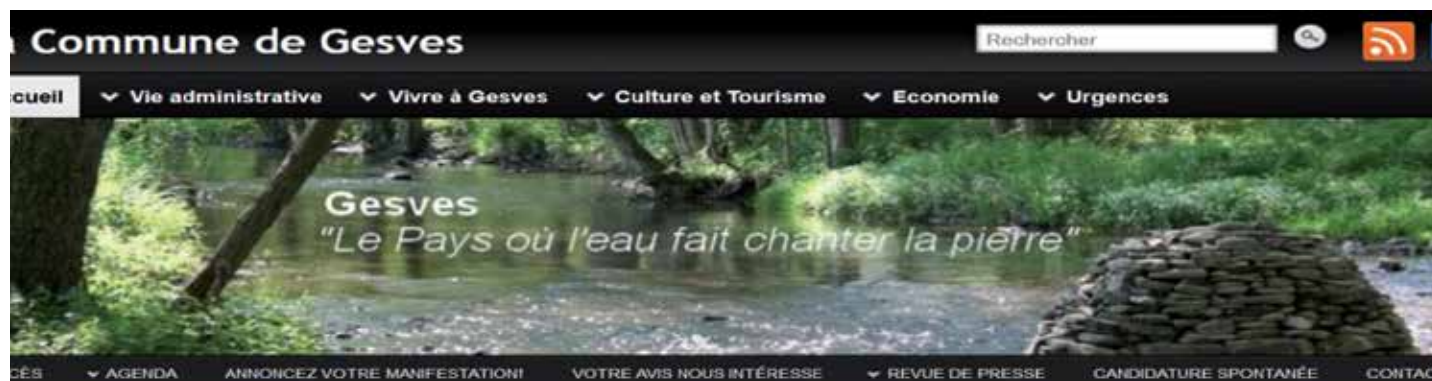 Commune de Gesves
Rechercher
Vie administrative Vivre à Gesves Culture et Tourisme Economie Urgences
Gesves
"Le Pays où l'eau fait chanter la pierre"
AGENDA ANNONCEZ VOTRE MANIFESTATION! VOTRE AVIS NOUS INTÉRESSE REVUE DE PRESSE CANDIDATURE SPONTANÉE